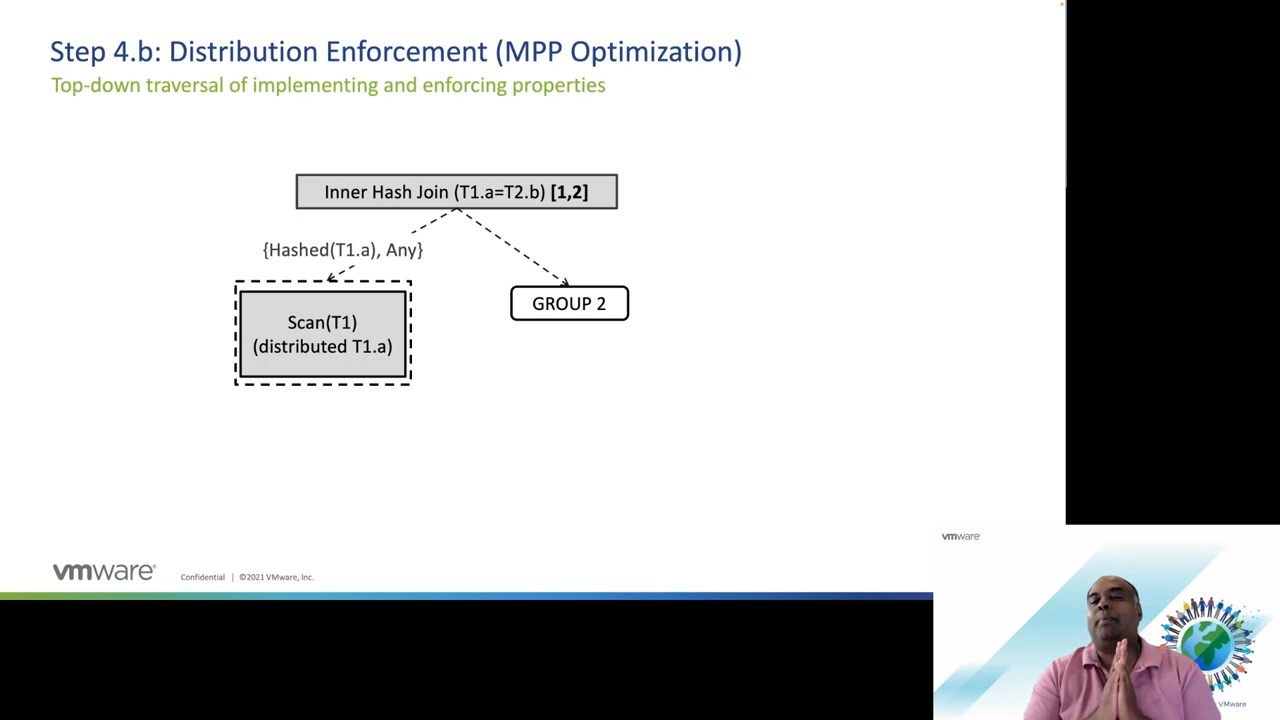 Step 4.b: Distribution Enforcement (MPP Optimization)
Top-down traversal of implementing and enforcing properties
Inner Hash Join (T1.a=T2.b) [1,2]
{Hashed(T1.a), Any}
Scan(T1)
(distributed T1.a)
GROUP 2
vmware®
Confidential | ©2021 VMware, Inc.
vmware®
VMware